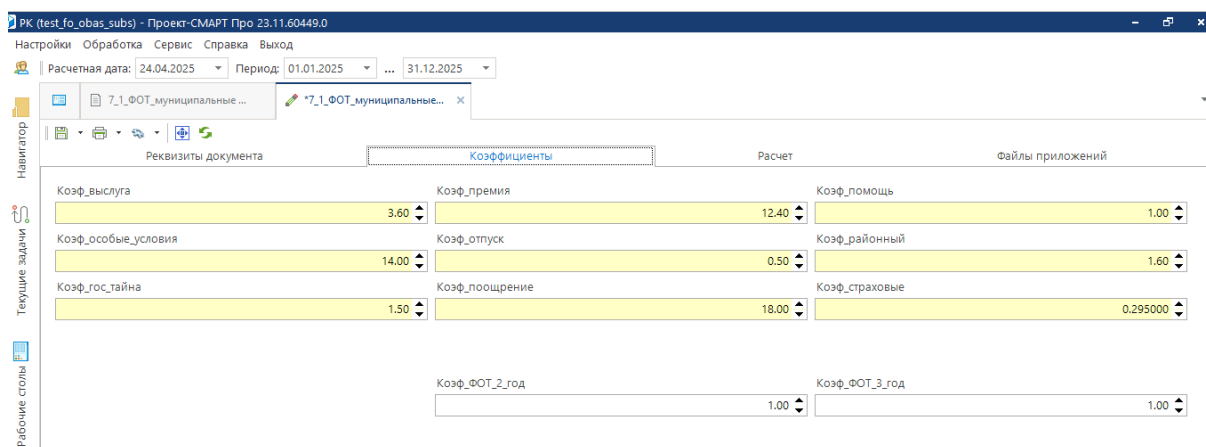 РК (test_fo_obas_subs) - Проект-СМАРТ Про 23.11.60449.0
Настройки Обработка Сервис Справка Выход
Расчетная дата: 24.04.2025 Период: 01.01.2025 ... 31.12.2025
7_1_ФОТ_муниципальные ... *7_1_ФОТ_муниципальные...
Навигатор
Текущие задачи
Рабочие столы
Реквизиты документа Коэффициенты Расчет Файлы приложений
Коэф_выслуга Коэф_премия Коэф_помощь
3.60 12.40 1.00
Коэф_особые_условия Коэф_отпуск Коэф_районный
14.00 0.50 1.60
Коэф_гос_тайна Коэф_поощрение Коэф_страховые
1.50 18.00 0.295000
Коэф_ФОТ_2_год Коэф_ФОТ_3_год
1.00 1.00